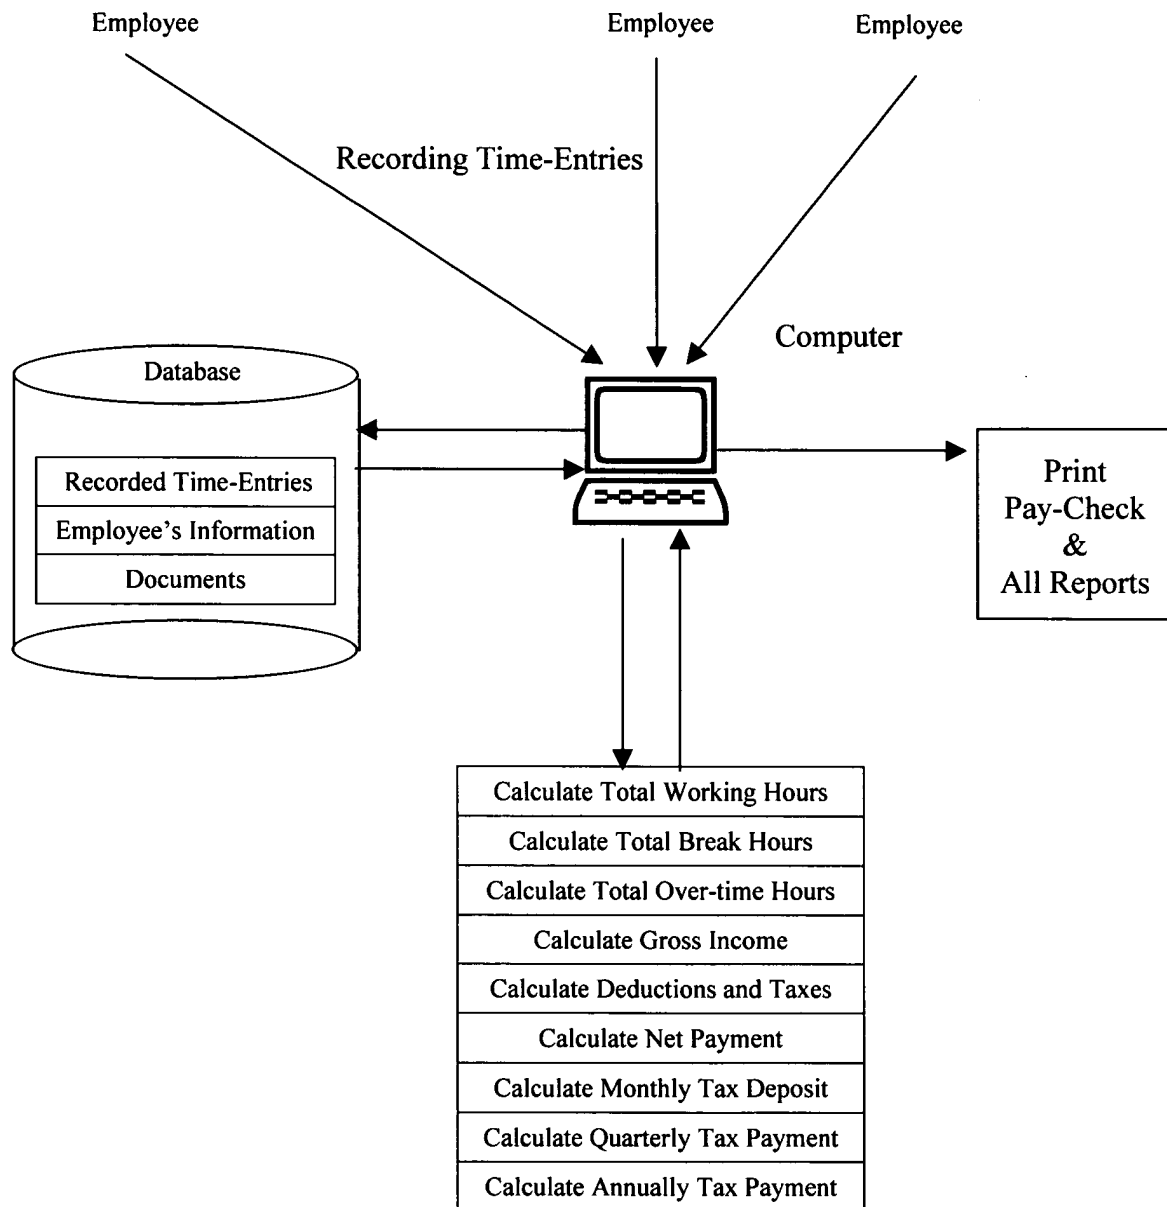 Employee
Employee
Employee
Recording Time-Entries
Computer
Database
Recorded Time-Entries
Employee's Information
Documents
Print
Pay-Check
&
All Reports
Calculate Total Working Hours
Calculate Total Break Hours
Calculate Total Over-time Hours
Calculate Gross Income
Calculate Deductions and Taxes
Calculate Net Payment
Calculate Monthly Tax Deposit
Calculate Quarterly Tax Payment
Calculate Annually Tax Payment